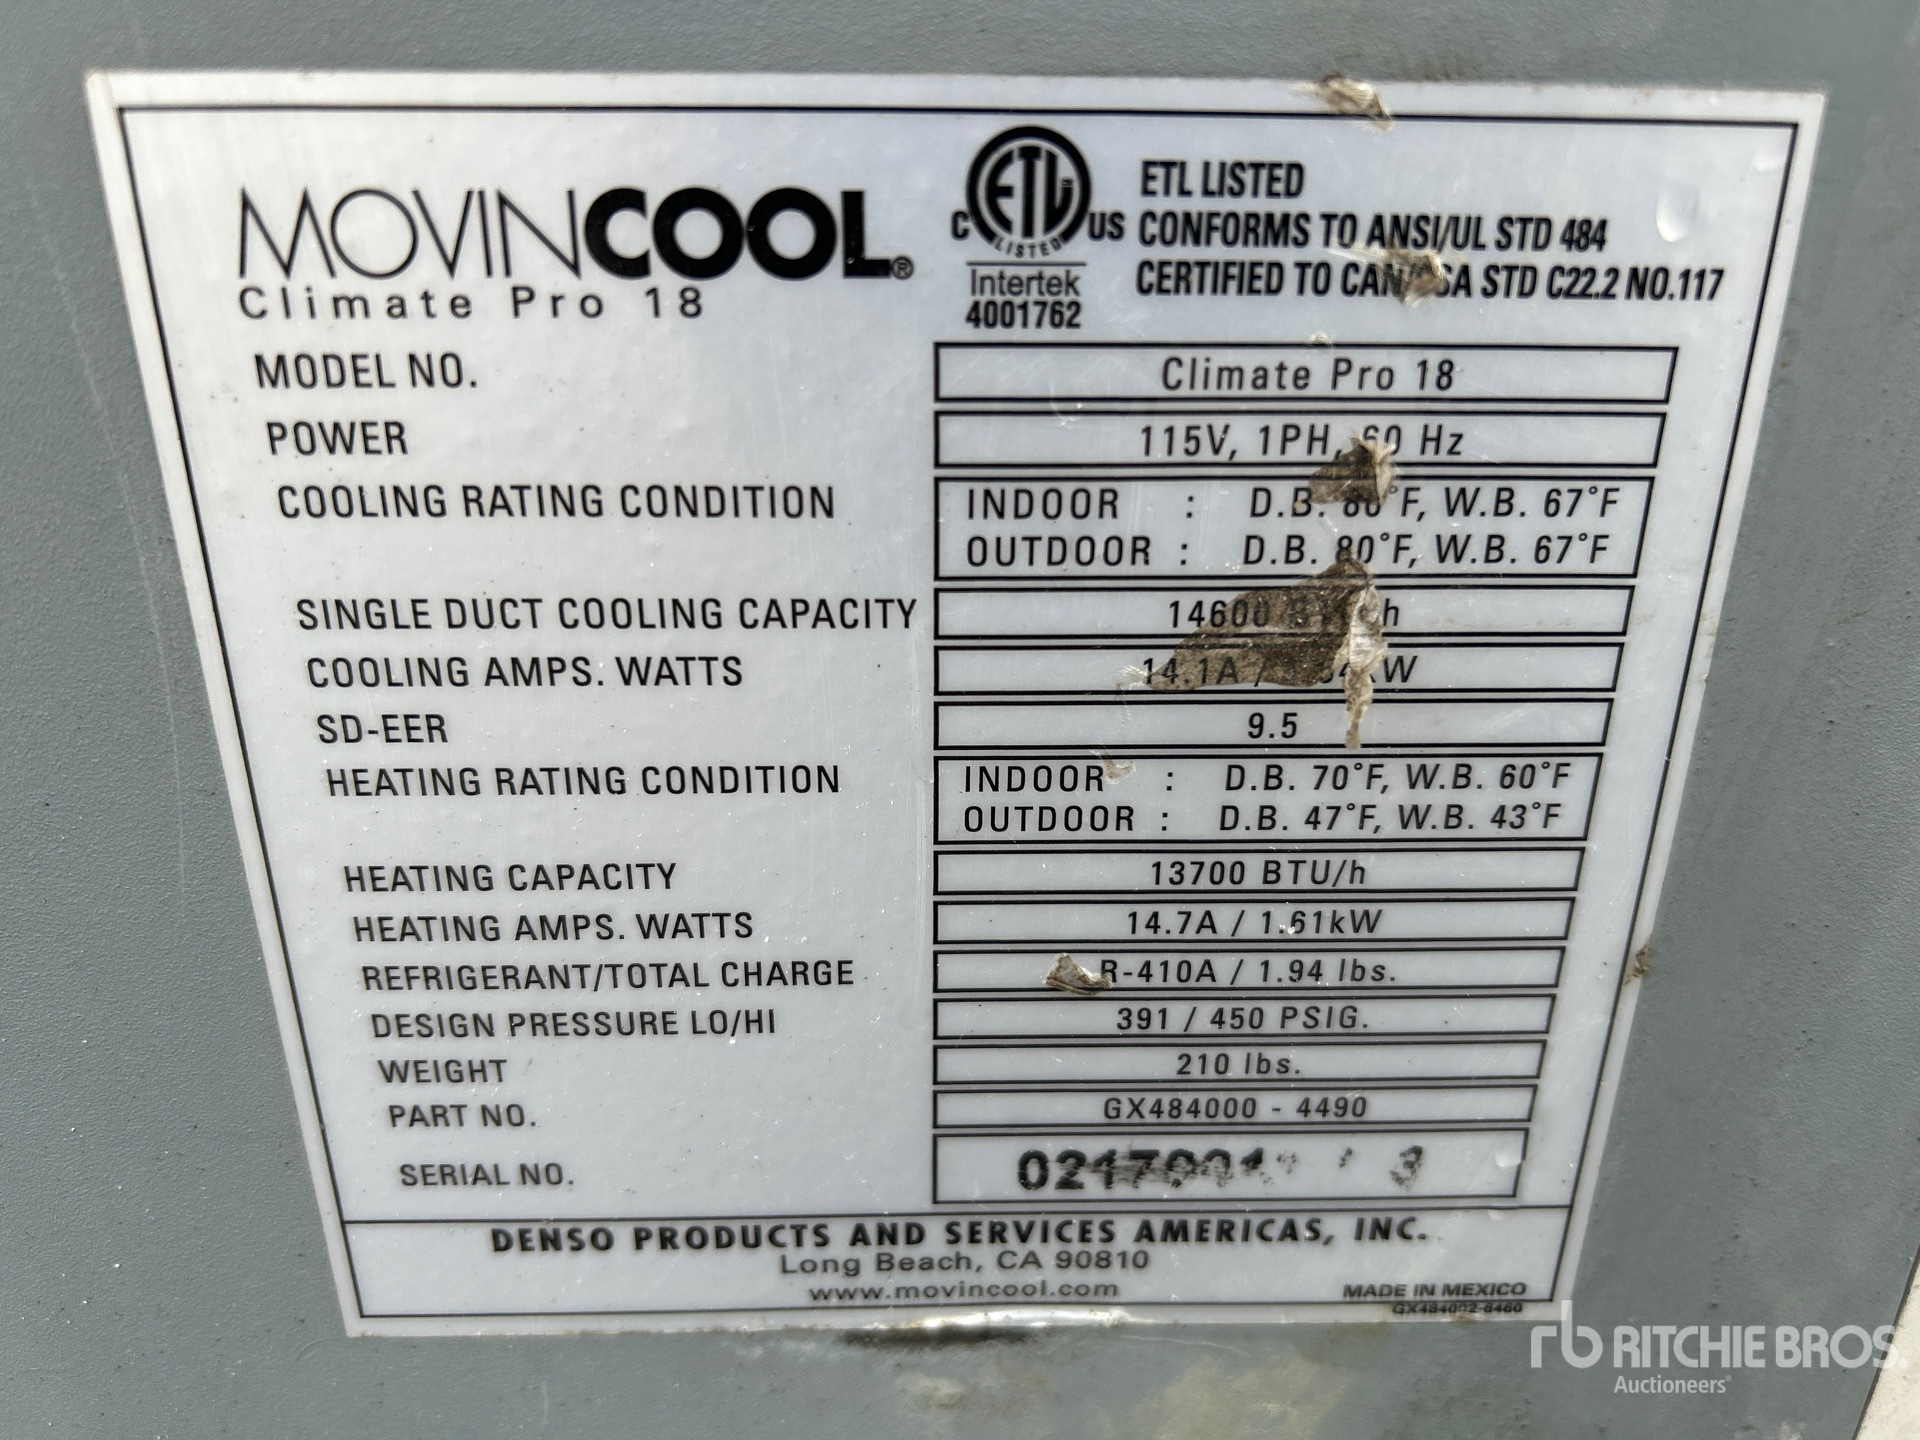 MOVINCOOL®
Climate Pro 18
C ETL LISTED US
Intertek
4001762
ETL LISTED
CONFORMS TO ANSI/UL STD 484
CERTIFIED TO STD C22.2 NO.117
MODEL NO. Climate Pro 18
POWER 115V, 1PH, 60 Hz
COOLING RATING CONDITION INDOOR : D.B. 80°F, W.B. 67°F
OUTDOOR : D.B. 80°F, W.B. 67°F
SINGLE DUCT COOLING CAPACITY 14600
COOLING AMPS. WATTS 14.1A /
SD-EER 9.5
HEATING RATING CONDITION INDOOR : D.B. 70°F, W.B. 60°F
OUTDOOR : D.B. 47°F, W.B. 43°F
HEATING CAPACITY 13700 BTU/h
HEATING AMPS. WATTS 14.7A / 1.61kW
REFRIGERANT/TOTAL CHARGE R-410A / 1.94 lbs.
DESIGN PRESSURE LO/HI 391 / 450 PSIG.
WEIGHT 210 lbs.
PART NO. GX484000 - 4490
SERIAL NO.
DENSO PRODUCTS AND SERVICES AMERICAS, INC.
Long Beach, CA 90810
www.movincool.com
MADE IN MEXICO
GX484002-6460
rb RITCHIE BROS.
Auctioneers